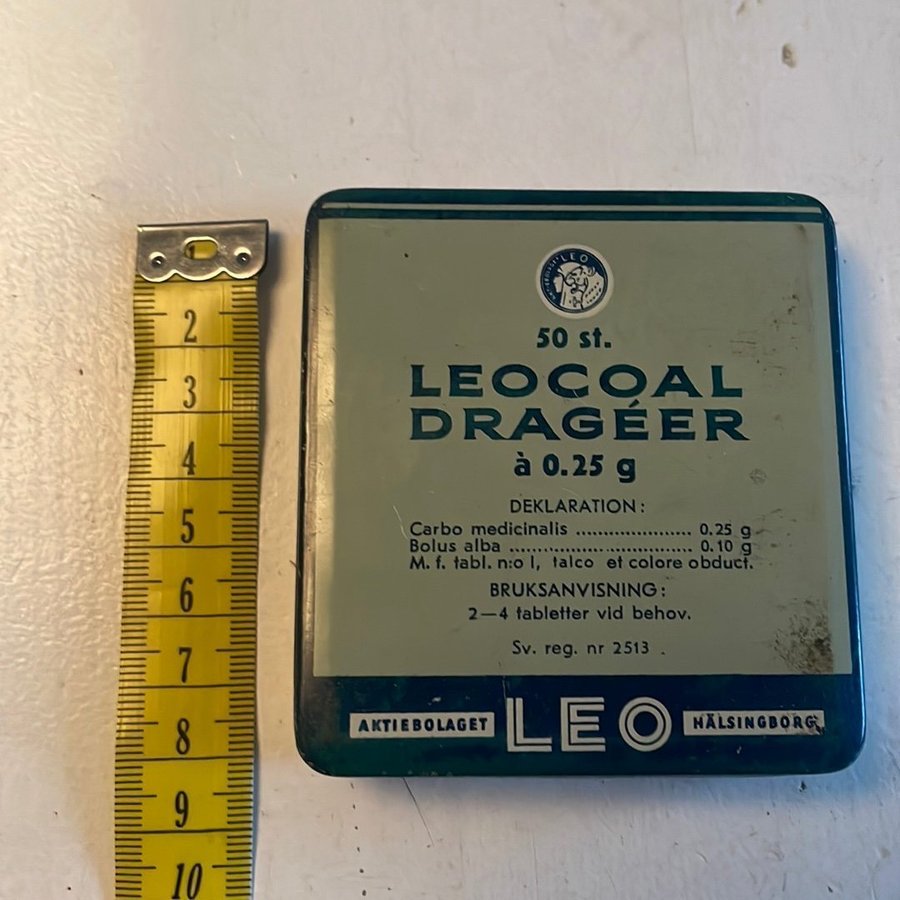 1
2
3
4
5
6
7
8
9
10
LEO
50 st.
LEOCOAL
DRAGÉER
à 0.25 g
DEKLARATION:
Carbo medicinalis ...................... 0.25 g
Bolus alba ................................... 0.10 g
M. f. tabl. n:o I, talco et colore obduct.
BRUKSANVISNING:
2—4 tabletter vid behov.
Sv. reg. nr 2513
AKTIEBOLAGET LEO HÄLSINGBORG